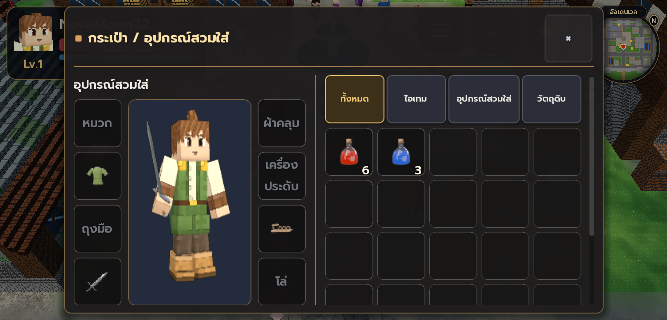 Lv.1
กระเป๋า / อุปกรณ์สวมใส่
×
N
อุปกรณ์สวมใส่
หมวก
ผ้าคลุม
เครื่อง
ประดับ
ถุงมือ
โล่
ทั้งหมด
ไอเทม
อุปกรณ์สวมใส่
วัตถุดิบ
6
3